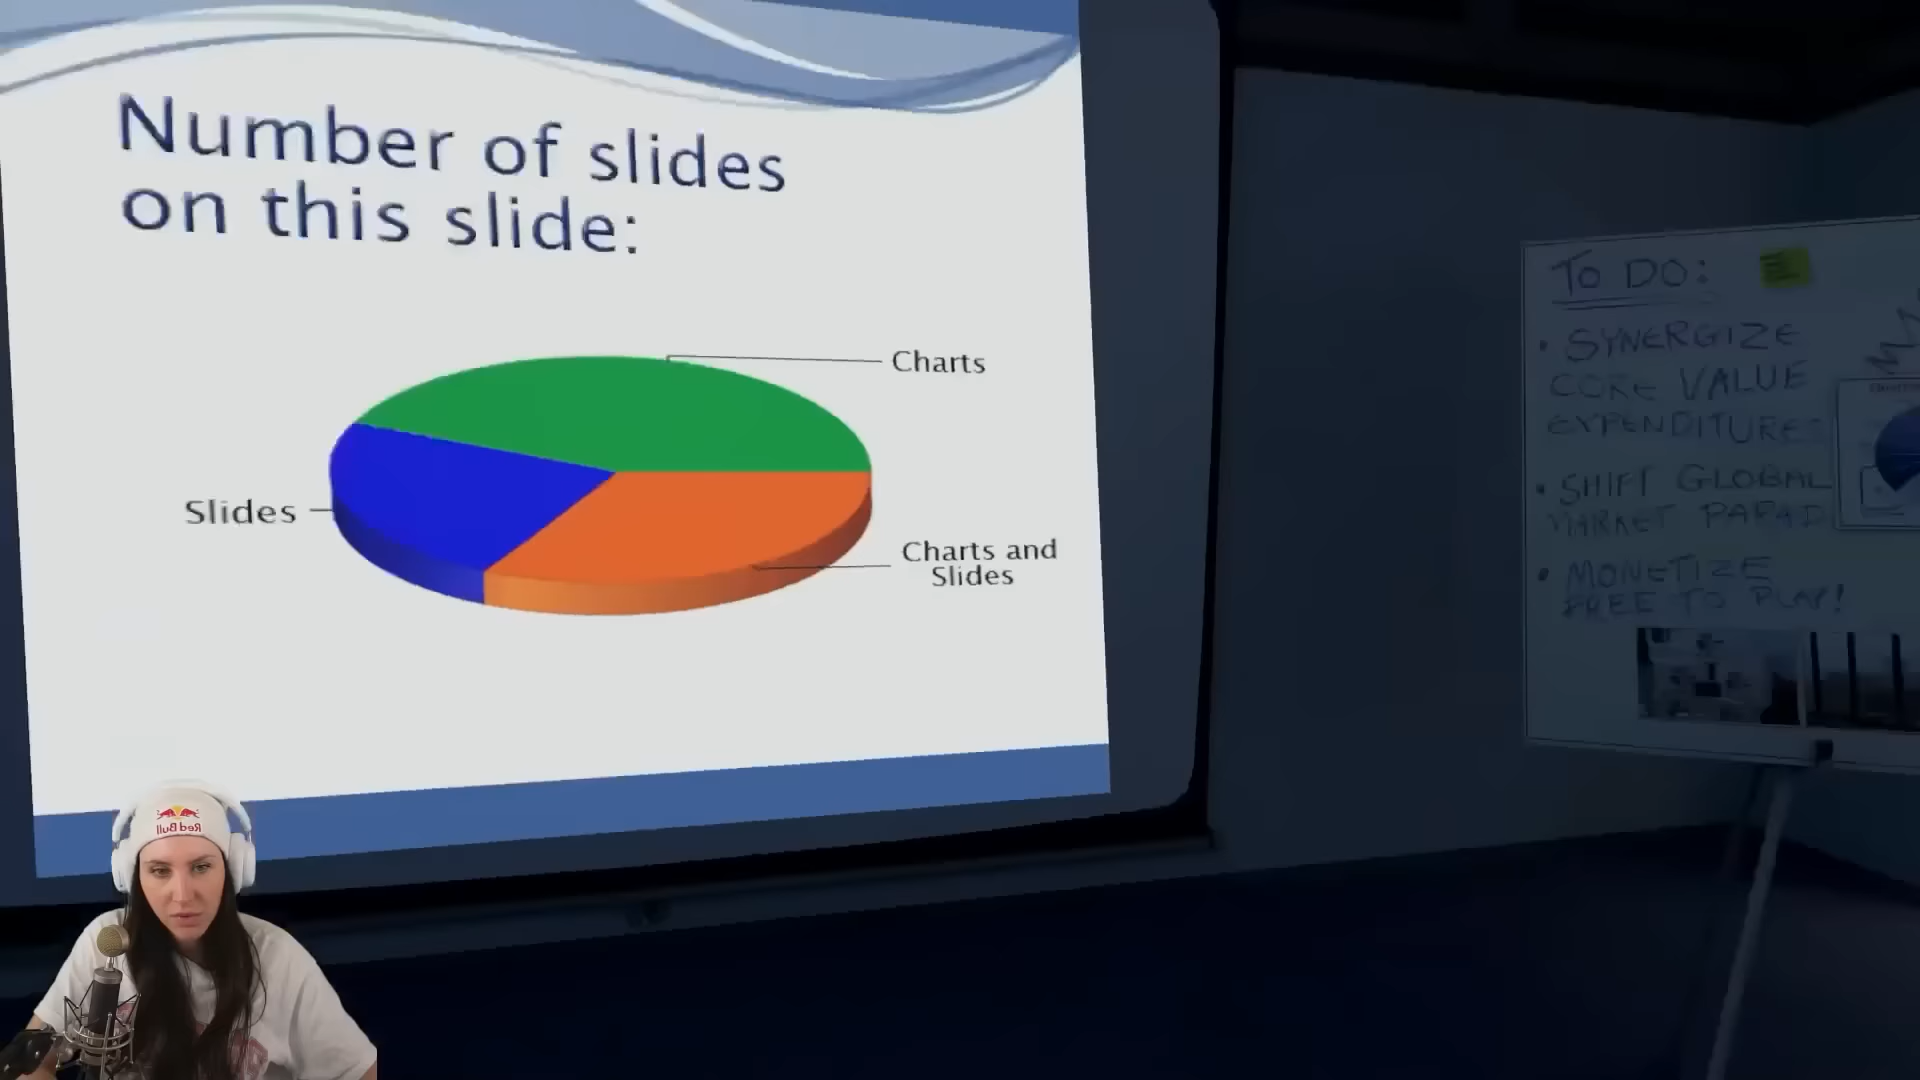 Number of slides
on this slide:
Charts
Slides
Charts and
Slides
TO DO:
• SYNERGIZE
CORE VALUE
EXPENDITURES
• SHIFT GLOBAL
MARKET PARAD
• MONETIZE
FREE TO PLAY!
Red Bull